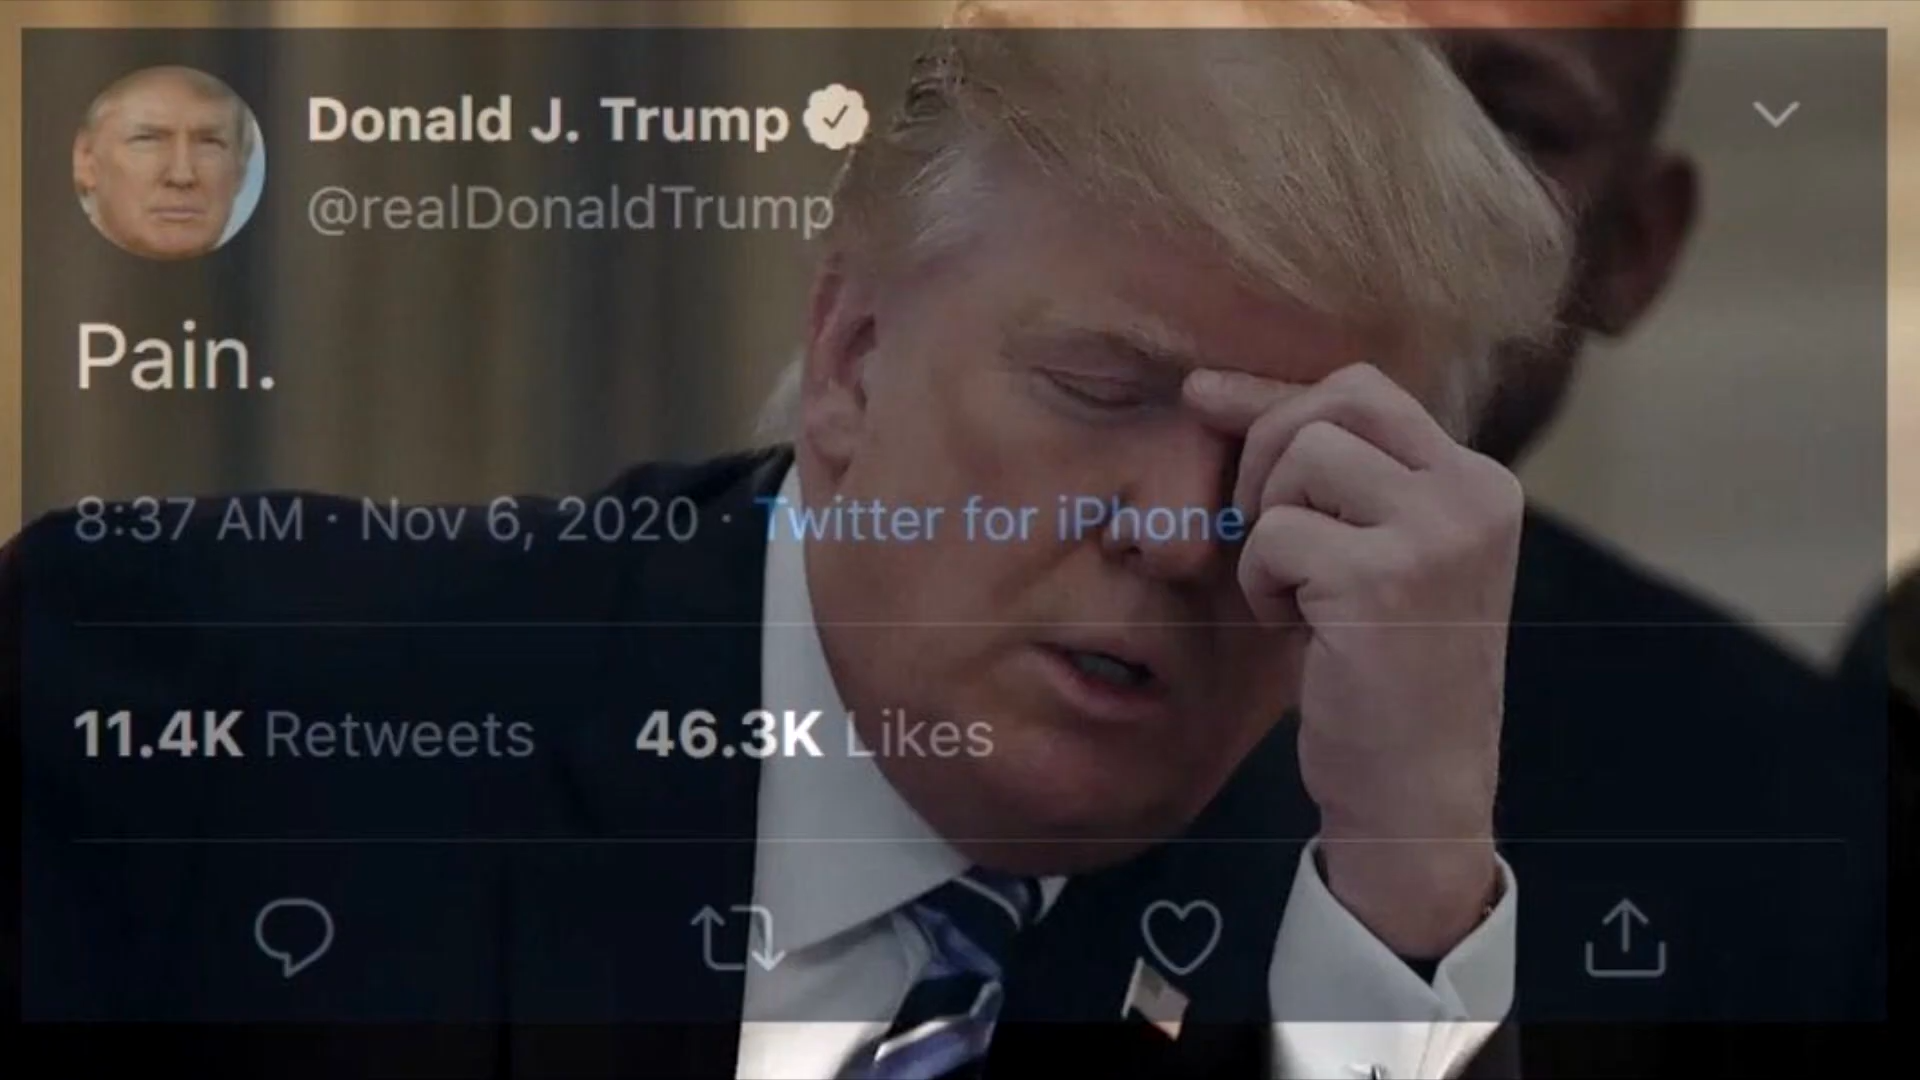 Donald J. Trump
@realDonaldTrump
Pain.
8:37 AM · Nov 6, 2020 · Twitter for iPhone
11.4K Retweets 46.3K Likes